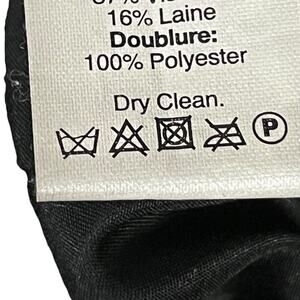 16% Laine
Doublure:
100% Polyester
Dry Clean.
P